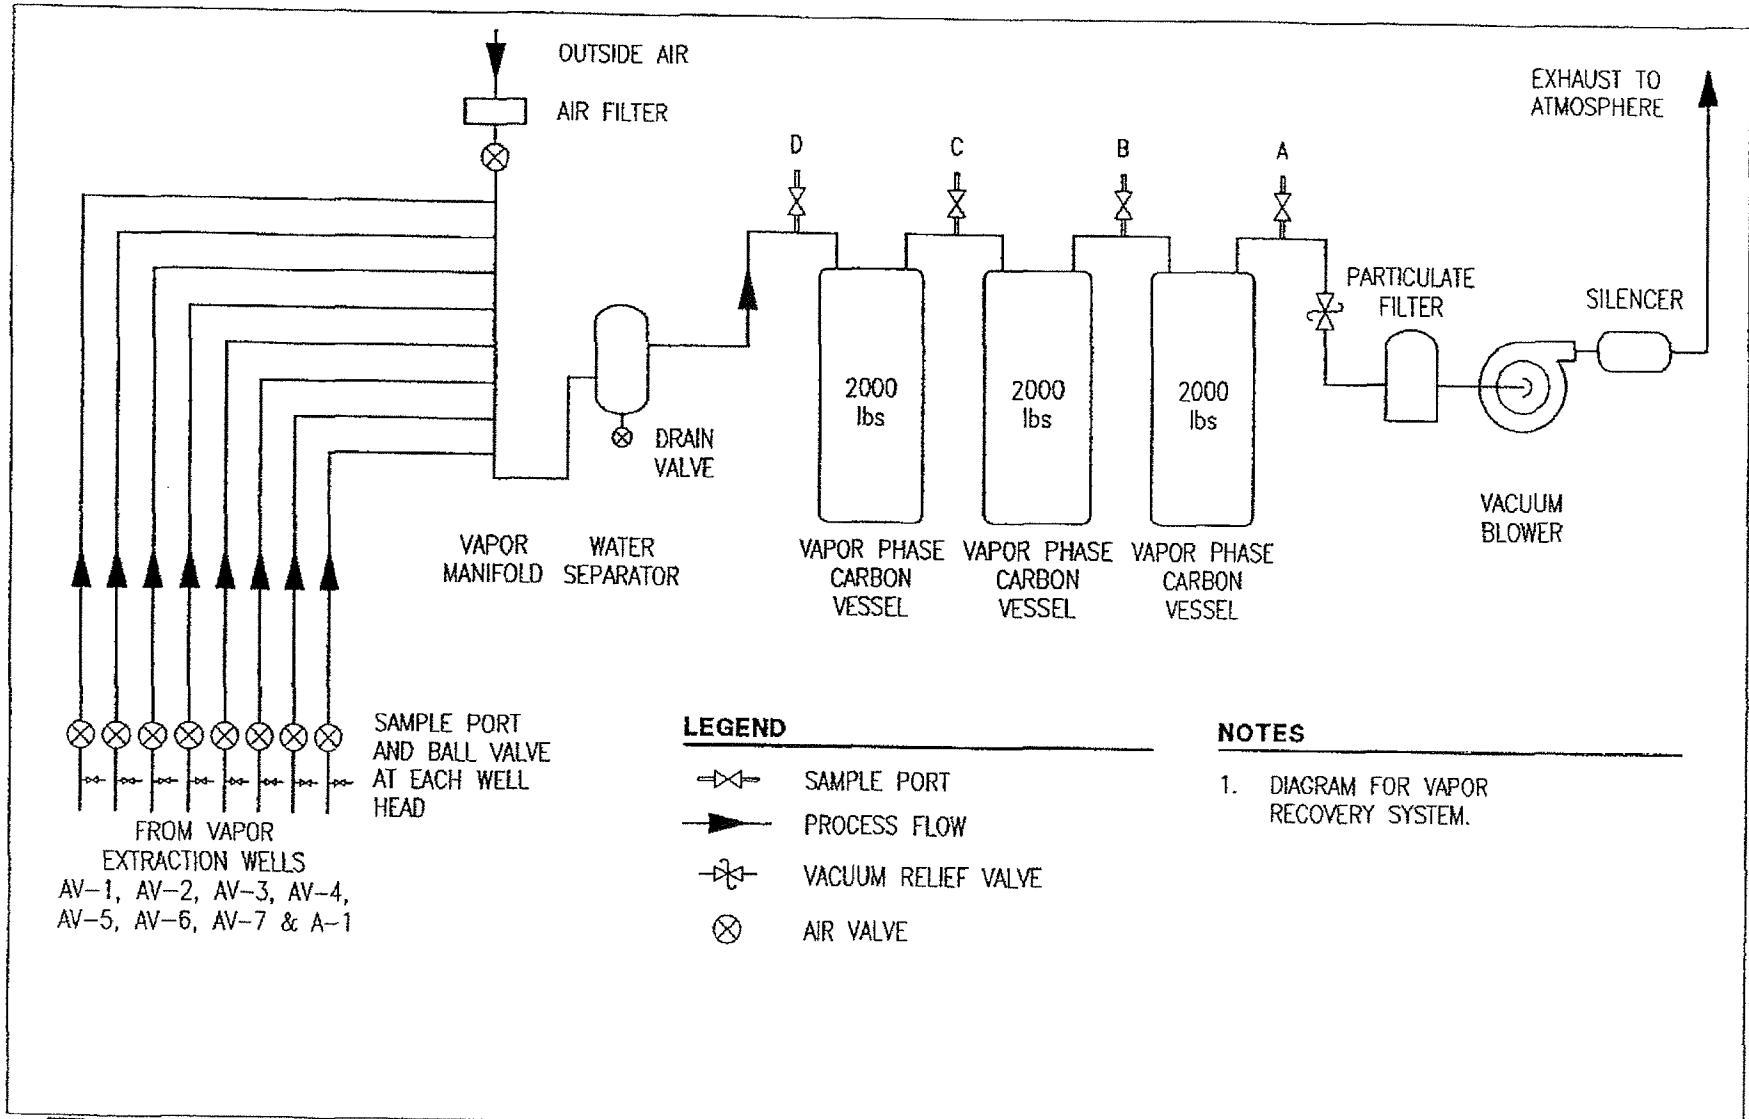 OUTSIDE AIR
AIR FILTER
EXHAUST TO
ATMOSPHERE
D
C
B
A
PARTICULATE
FILTER
SILENCER
2000
lbs
2000
lbs
2000
lbs
DRAIN
VALVE
VACUUM
BLOWER
VAPOR
MANIFOLD
WATER
SEPARATOR
VAPOR PHASE
CARBON
VESSEL
VAPOR PHASE
CARBON
VESSEL
VAPOR PHASE
CARBON
VESSEL
SAMPLE PORT
AND BALL VALVE
AT EACH WELL
HEAD
FROM VAPOR
EXTRACTION WELLS
AV-1, AV-2, AV-3, AV-4,
AV-5, AV-6, AV-7 & A-1
LEGEND
SAMPLE PORT
PROCESS FLOW
VACUUM RELIEF VALVE
AIR VALVE
NOTES
1. DIAGRAM FOR VAPOR
RECOVERY SYSTEM.